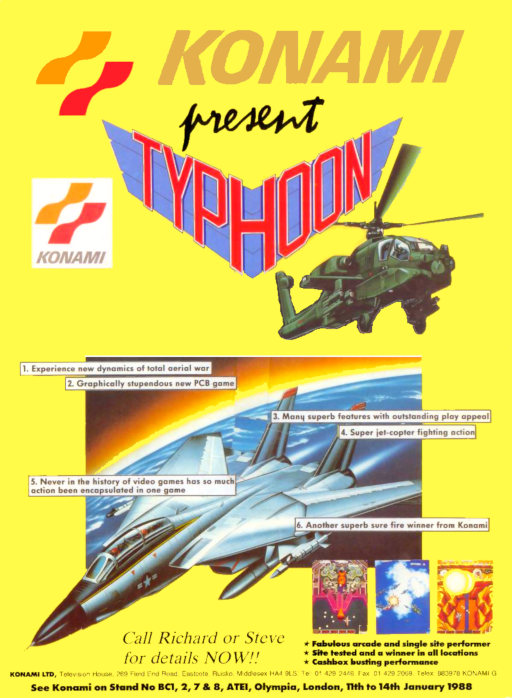 KONAMI
present
TYPHOON
KONAMI
1. Experience new dynamics of total aerial war
2. Graphically stupendous new PCB game
3. Many superb features with outstanding play appeal
4. Super jet-copter fighting action
5. Never in the history of video games has so much
action been encapsulated in one game
6. Another superb sure fire winner from Konami
Call Richard or Steve
for details NOW!!
★ Fabulous arcade and single site performer
★ Site tested and a winner in all locations
★ Cashbox busting performance
KONAMI LTD, Television House, 269 Field End Road, Eastcote, Ruislip, Middlesex HA4 9LS Tel: 01 429 2446 Fax: 01 429 Telex: 883978 KONAMI G
See Konami on Stand No BC1, 2, 7 & 8, ATEI, Olympia, London, 11th to 14th January 1988